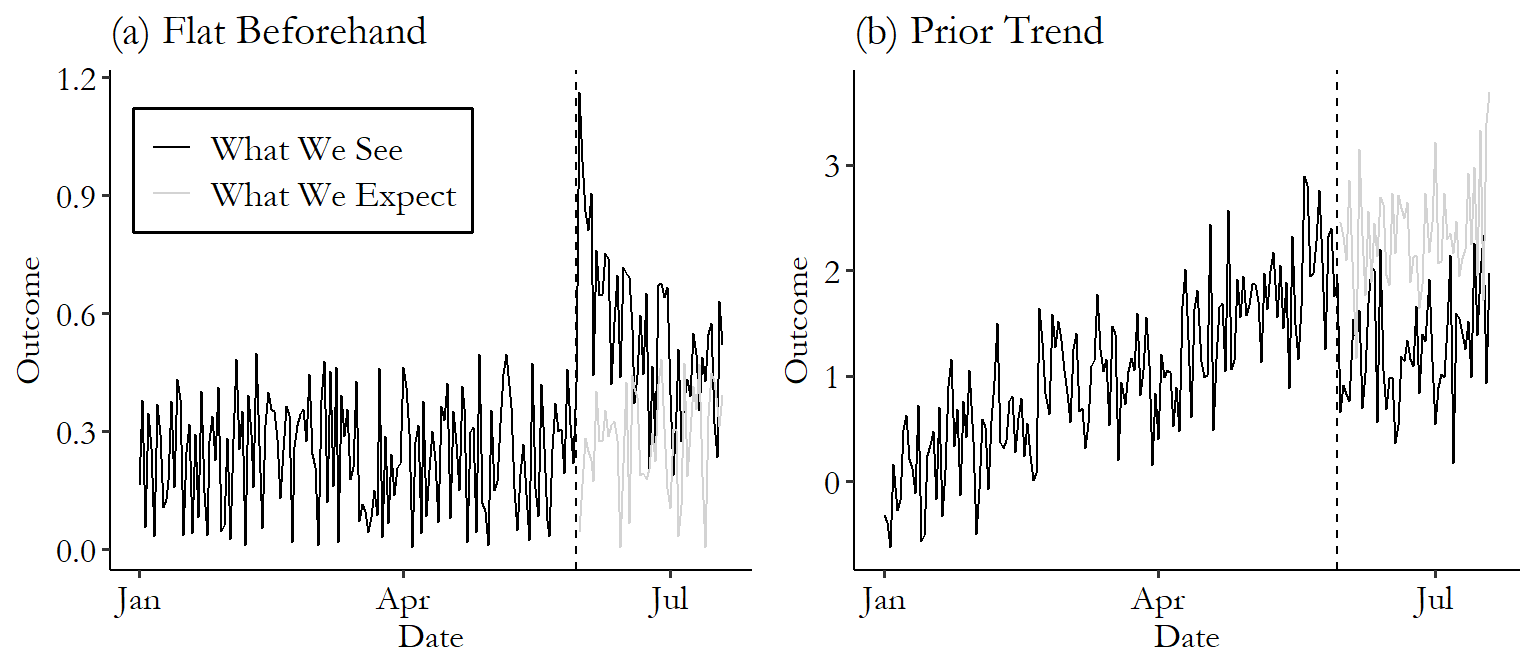 (a) Flat Beforehand
1.2
0.9
0.6
0.3
0.0
Outcome
What We See
What We Expect
Jan
Apr
Jul
Date
(b) Prior Trend
3
2
1
0
Outcome
Jan
Apr
Jul
Date